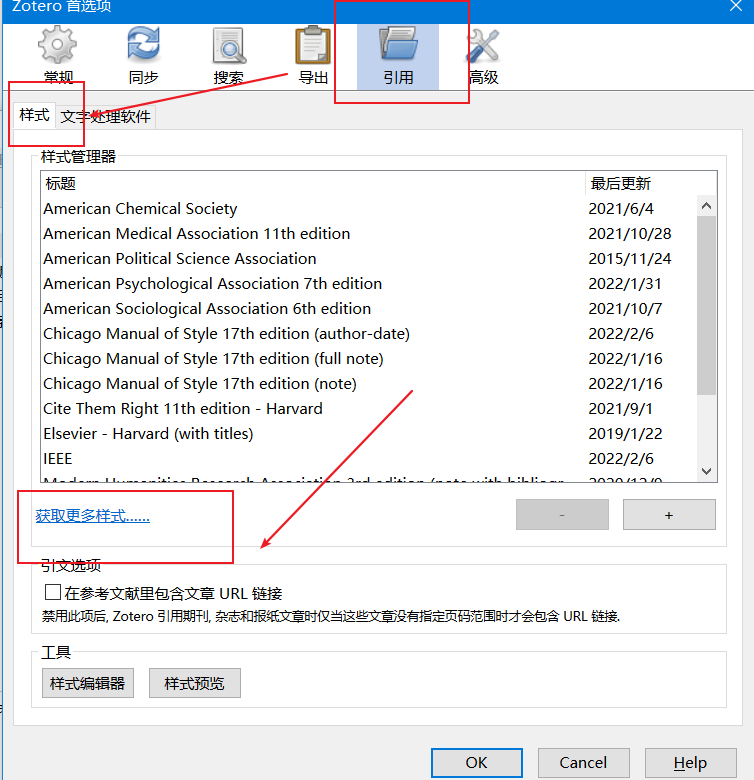 Zotero 首选项
常规 同步 搜索 导出 引用 高级
样式 文字处理软件
样式管理器
标题 最后更新
American Chemical Society 2021/6/4
American Medical Association 11th edition 2021/10/28
American Political Science Association 2015/11/24
American Psychological Association 7th edition 2022/1/31
American Sociological Association 6th edition 2021/10/7
Chicago Manual of Style 17th edition (author-date) 2022/2/6
Chicago Manual of Style 17th edition (full note) 2022/1/16
Chicago Manual of Style 17th edition (note) 2022/1/16
Cite Them Right 11th edition - Harvard 2021/9/1
Elsevier - Harvard (with titles) 2019/1/22
IEEE 2022/2/6
Modern Humanities Research Association 3rd edition (note with bibliogr
获取更多样式...... - +
引文选项
在参考文献里包含文章 URL 链接
禁用此项后, Zotero 引用期刊, 杂志和报纸文章时仅当这些文章没有指定页码范围时才会包含 URL 链接.
工具
样式编辑器 样式预览
OK Cancel Help